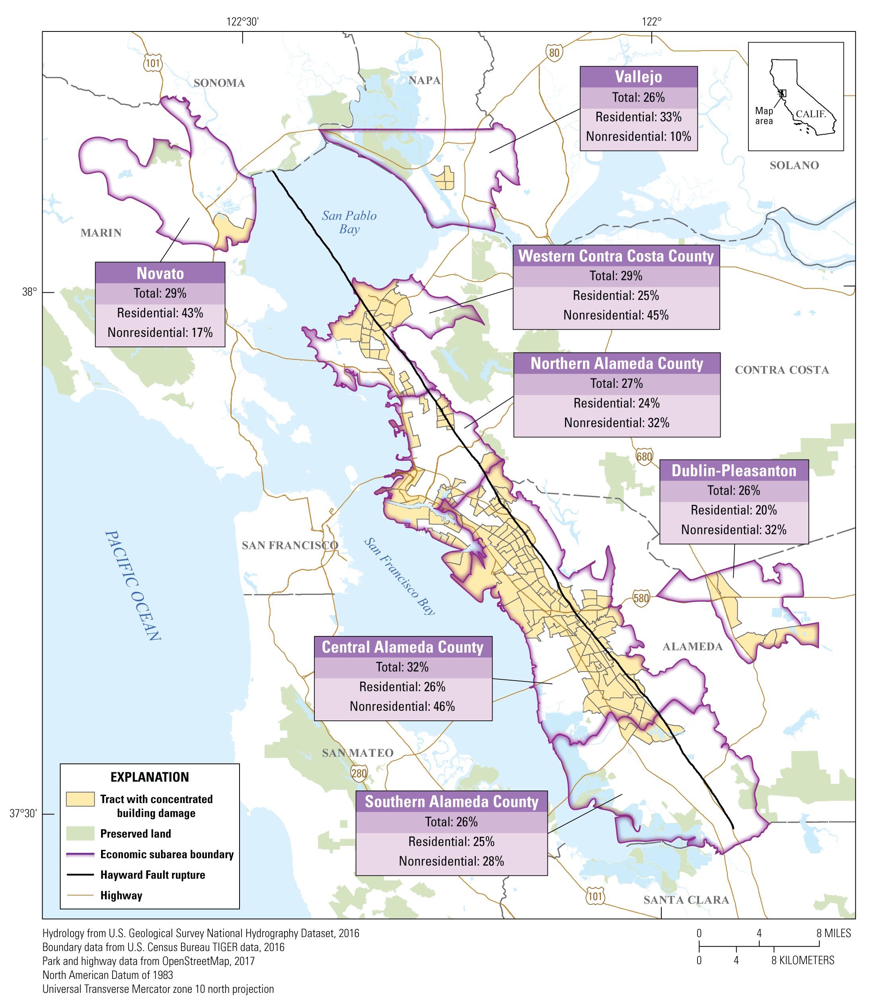 122°30'
122°
101
80
SONOMA
NAPA
Vallejo
Total: 26%
Residential: 33%
Nonresidential: 10%
Map
area
CALIF.
SOLANO
San Pablo
Bay
MARIN
Western Contra Costa County
Total: 29%
Residential: 25%
Nonresidential: 45%
Novato
Total: 29%
Residential: 43%
Nonresidential: 17%
38°
Northern Alameda County
Total: 27%
Residential: 24%
Nonresidential: 32%
CONTRA COSTA
680
Dublin-Pleasanton
Total: 26%
Residential: 20%
Nonresidential: 32%
PACIFIC OCEAN
SAN FRANCISCO
San Francisco Bay
580
ALAMEDA
Central Alameda County
Total: 32%
Residential: 26%
Nonresidential: 46%
SAN MATEO
280
Southern Alameda County
Total: 26%
Residential: 25%
Nonresidential: 28%
37°30'
EXPLANATION
Tract with concentrated
building damage
Preserved land
Economic subarea boundary
Hayward Fault rupture
Highway
101
SANTA CLARA
Hydrology from U.S. Geological Survey National Hydrography Dataset, 2016
Boundary data from U.S. Census Bureau TIGER data, 2016
Park and highway data from OpenStreetMap, 2017
North American Datum of 1983
Universal Transverse Mercator zone 10 north projection
0 4 8 MILES
0 4 8 KILOMETERS